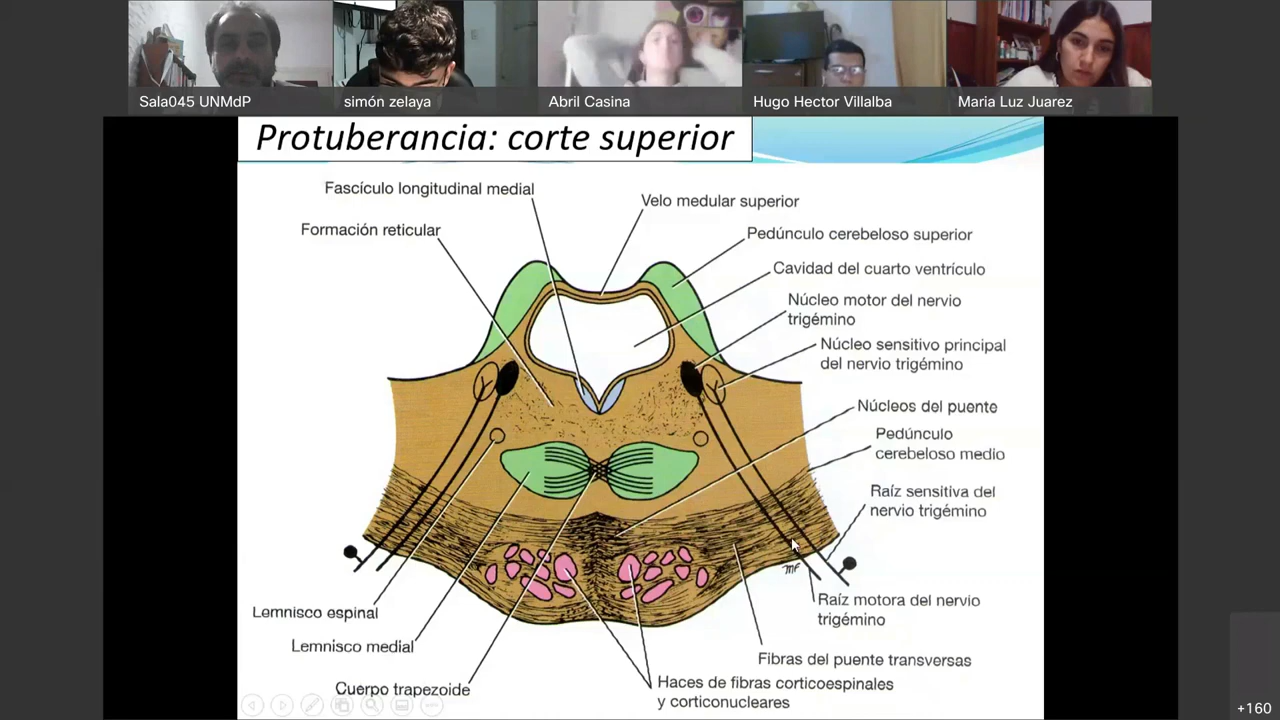 Sala045 UNMdP
simón zelaya
Abril Casina
Hugo Hector Villalba
Maria Luz Juarez
Protuberancia: corte superior
Fascículo longitudinal medial
Velo medular superior
Formación reticular
Pedúnculo cerebeloso superior
Cavidad del cuarto ventrículo
Núcleo motor del nervio
trigémino
Núcleo sensitivo principal
del nervio trigémino
Núcleos del puente
Pedúnculo
cerebeloso medio
Raíz sensitiva del
nervio trigémino
MF
Raíz motora del nervio
trigémino
Lemnisco espinal
Lemnisco medial
Fibras del puente transversas
Cuerpo trapezoide
Haces de fibras corticoespinales
y corticonucleares
+160